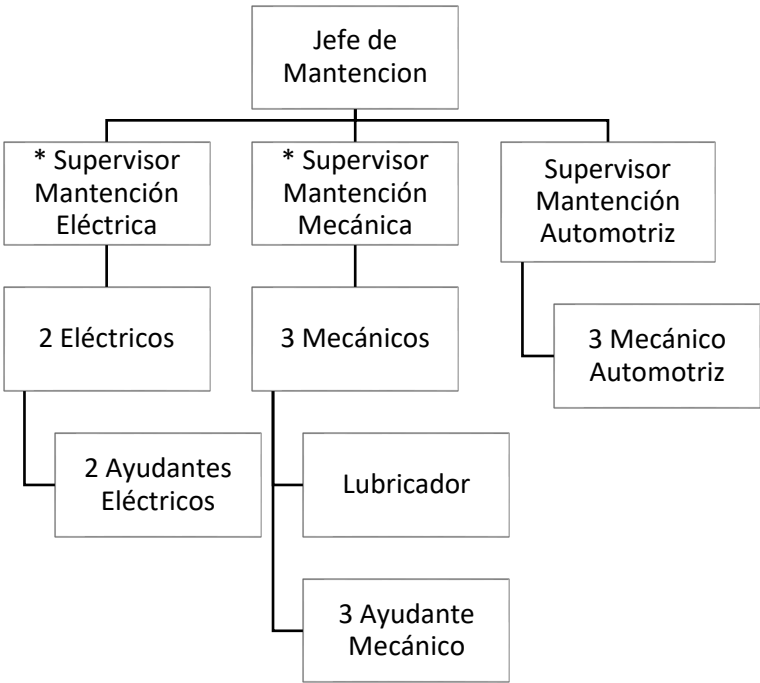 Jefe de
Mantencion
* Supervisor
Mantención
Eléctrica
* Supervisor
Mantención
Mecánica
Supervisor
Mantención
Automotriz
2 Eléctricos
3 Mecánicos
3 Mecánico
Automotriz
2 Ayudantes
Eléctricos
Lubricador
3 Ayudante
Mecánico